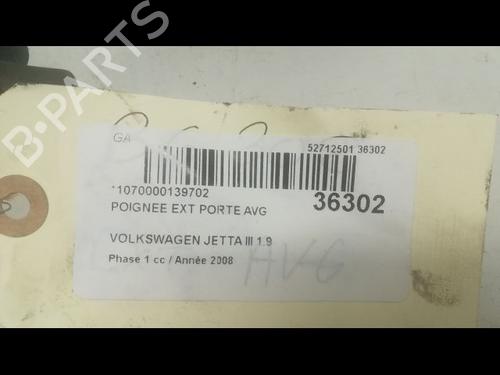 B-PARTS
GA
52712501 36302
*1070000139702
36302
POIGNEE EXT PORTE AVG
VOLKSWAGEN JETTA III 1.9
Phase 1 cc / Année 2008